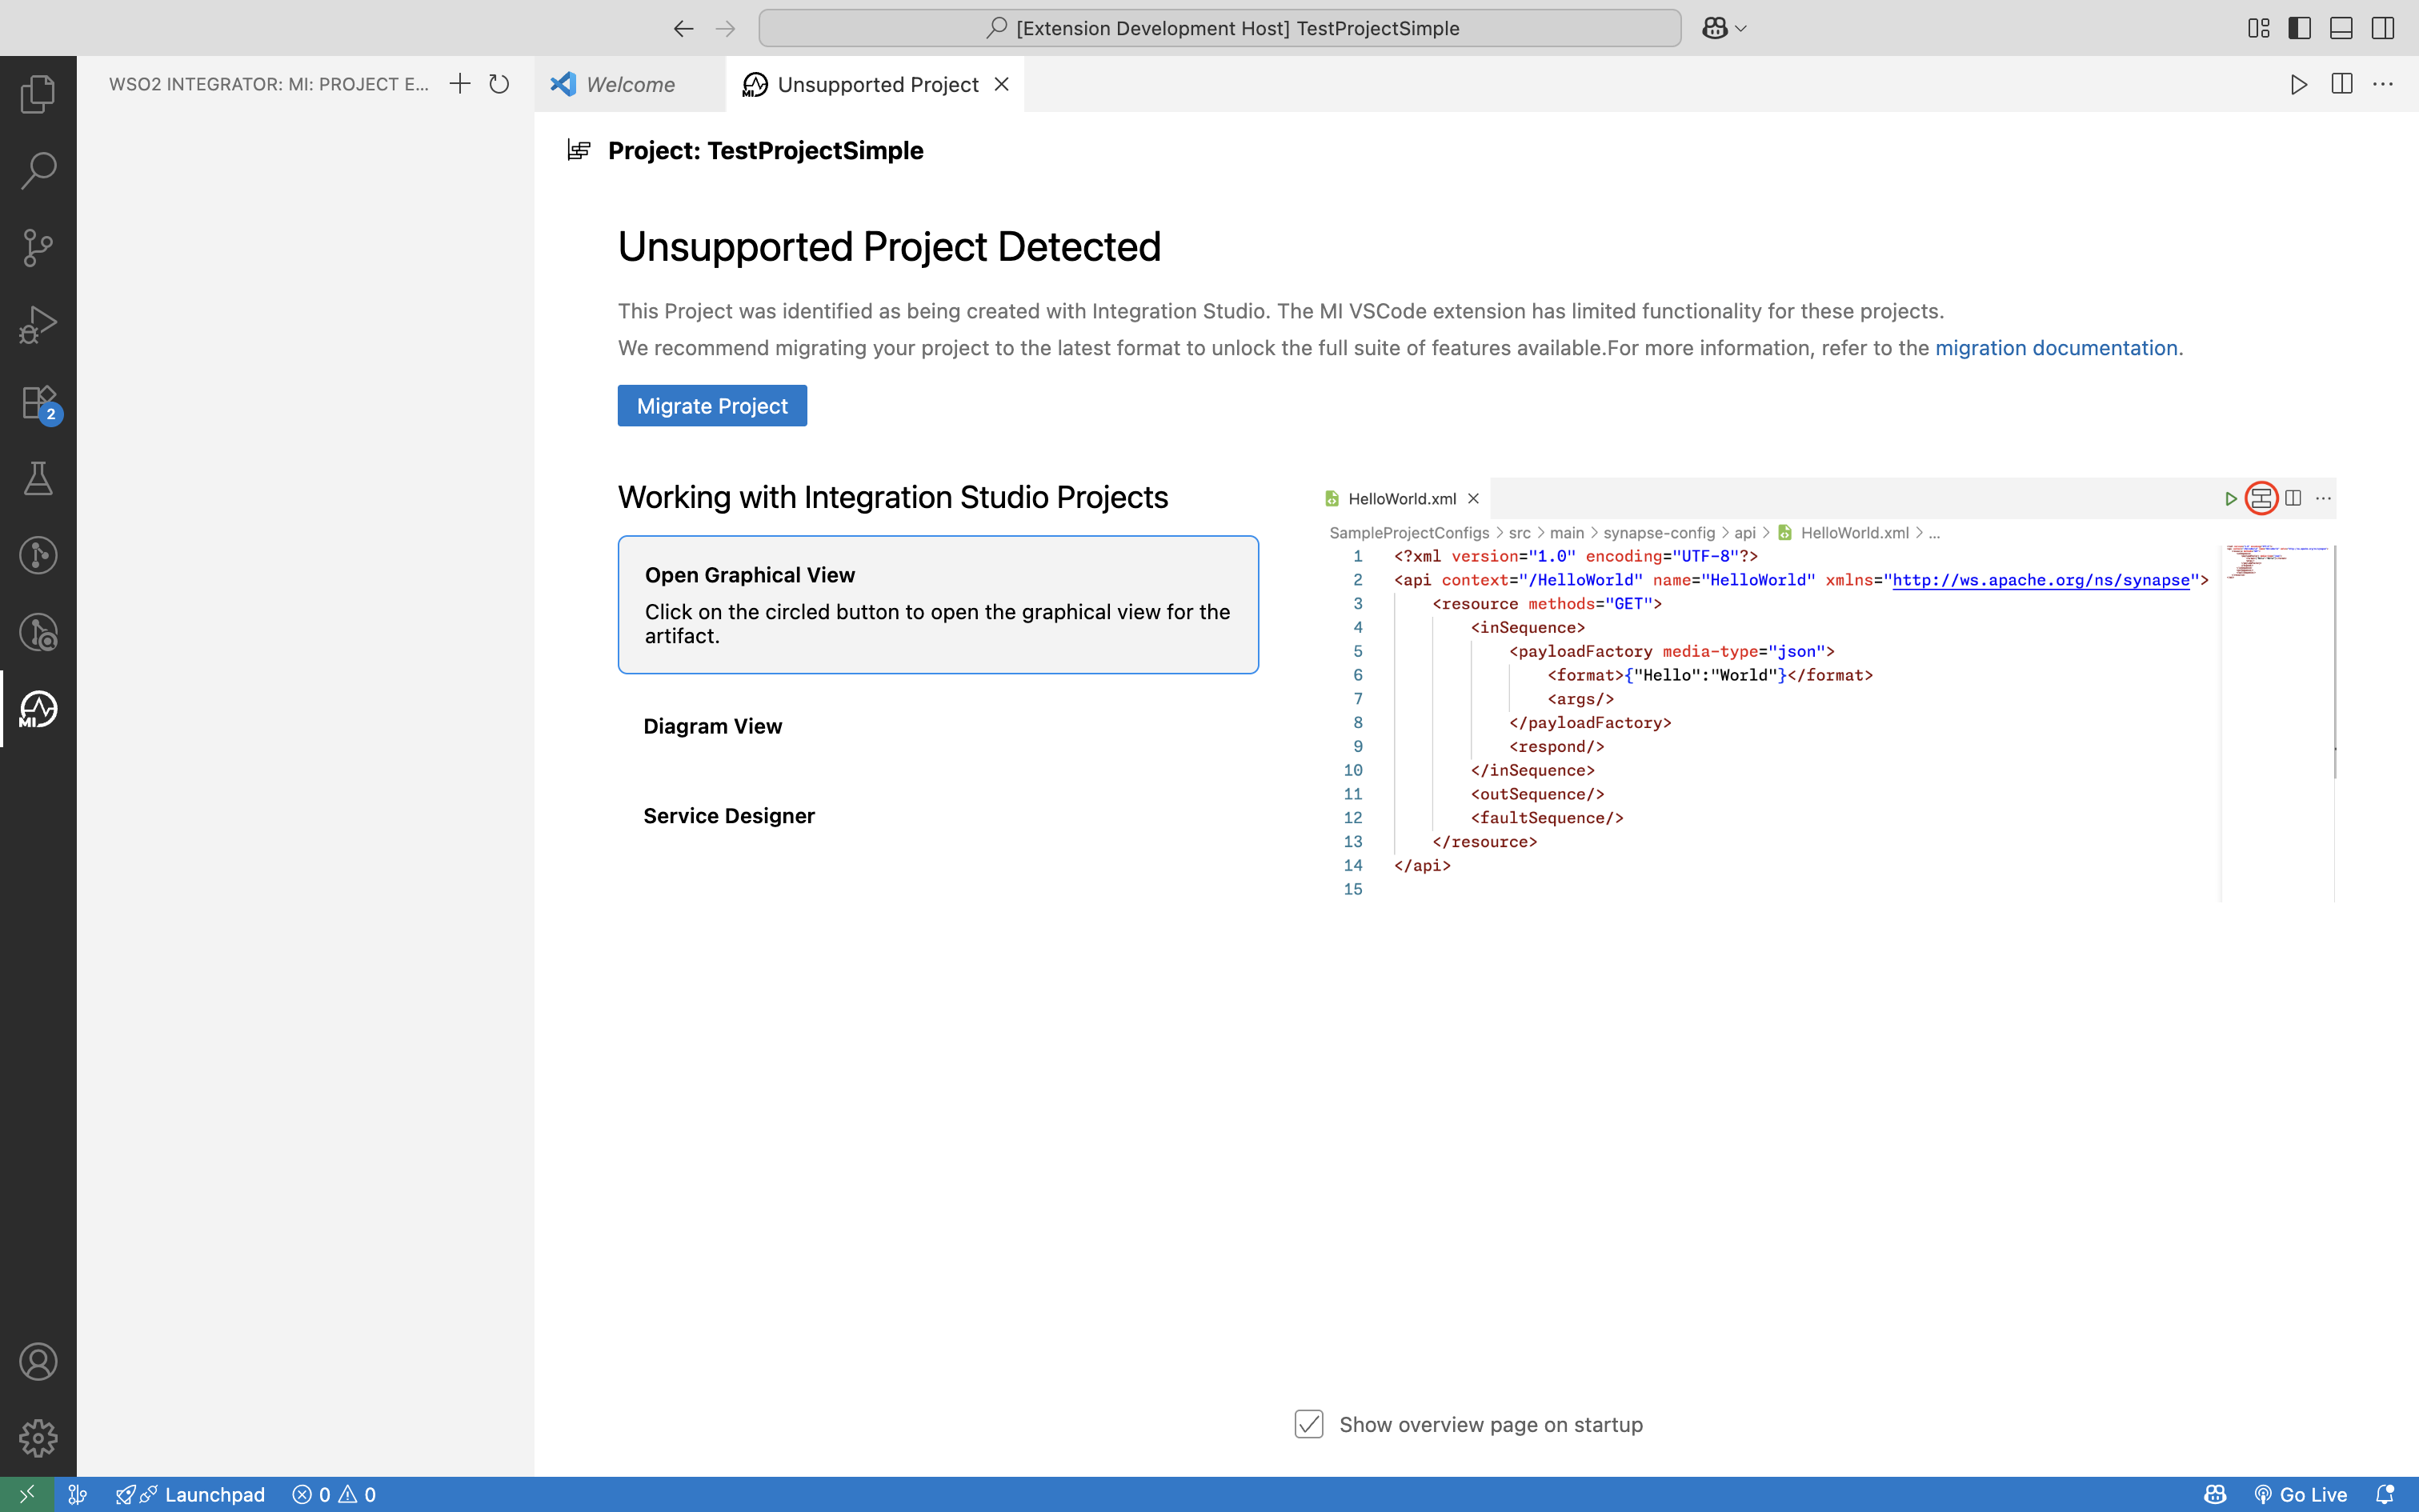 [Extension Development Host] TestProjectSimple
WSO2 INTEGRATOR: MI: PROJECT E...
Welcome
Unsupported Project
Project: TestProjectSimple
Unsupported Project Detected
This Project was identified as being created with Integration Studio. The MI VSCode extension has limited functionality for these projects.
We recommend migrating your project to the latest format to unlock the full suite of features available.For more information, refer to the migration documentation.
Migrate Project
2
Working with Integration Studio Projects
Open Graphical View
Click on the circled button to open the graphical view for the
artifact.
Diagram View
Service Designer
HelloWorld.xml
SampleProjectConfigs > src > main > synapse-config > api > HelloWorld.xml > ...
1 <?xml version="1.0" encoding="UTF-8"?>
2 <api context="/HelloWorld" name="HelloWorld" xmlns="http://ws.apache.org/ns/synapse">
3 <resource methods="GET">
4 <inSequence>
5 <payloadFactory media-type="json">
6 <format>{"Hello":"World"}</format>
7 <args/>
8 </payloadFactory>
9 <respond/>
10 </inSequence>
11 <outSequence/>
12 <faultSequence/>
13 </resource>
14 </api>
15
MI
Show overview page on startup
Launchpad
0
0
Go Live